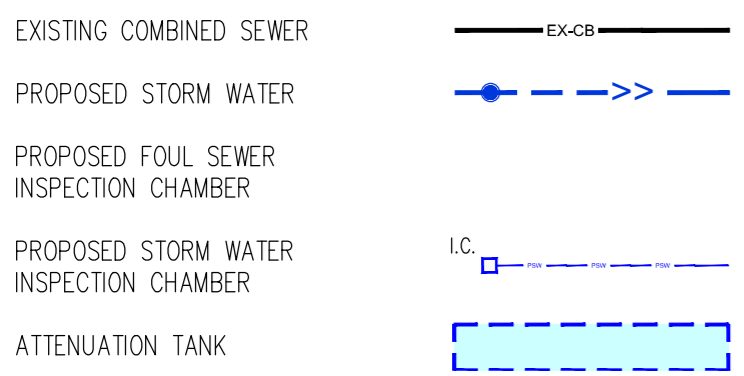 EXISTING COMBINED SEWER EX-CB
PROPOSED STORM WATER >>
PROPOSED FOUL SEWER
INSPECTION CHAMBER
PROPOSED STORM WATER I.C.
INSPECTION CHAMBER PSW PSW PSW
ATTENUATION TANK